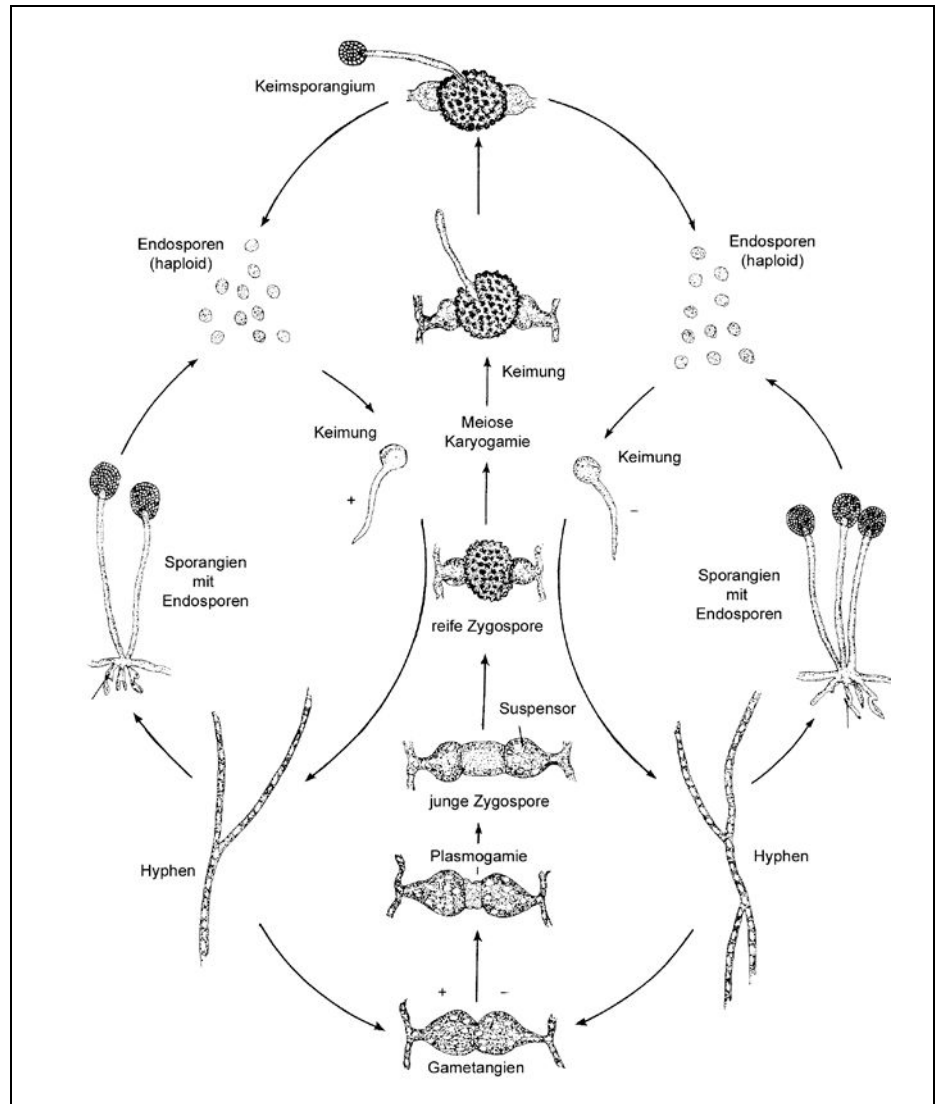 Keimsporangium
Endosporen
(haploid)
Endosporen
(haploid)
Keimung
Meiose
Karyogamie
Keimung
+
Keimung
–
Sporangien
mit
Endosporen
Sporangien
mit
Endosporen
reife Zygospore
Suspensor
junge Zygospore
Hyphen
Plasmogamie
Hyphen
+ –
Gametangien